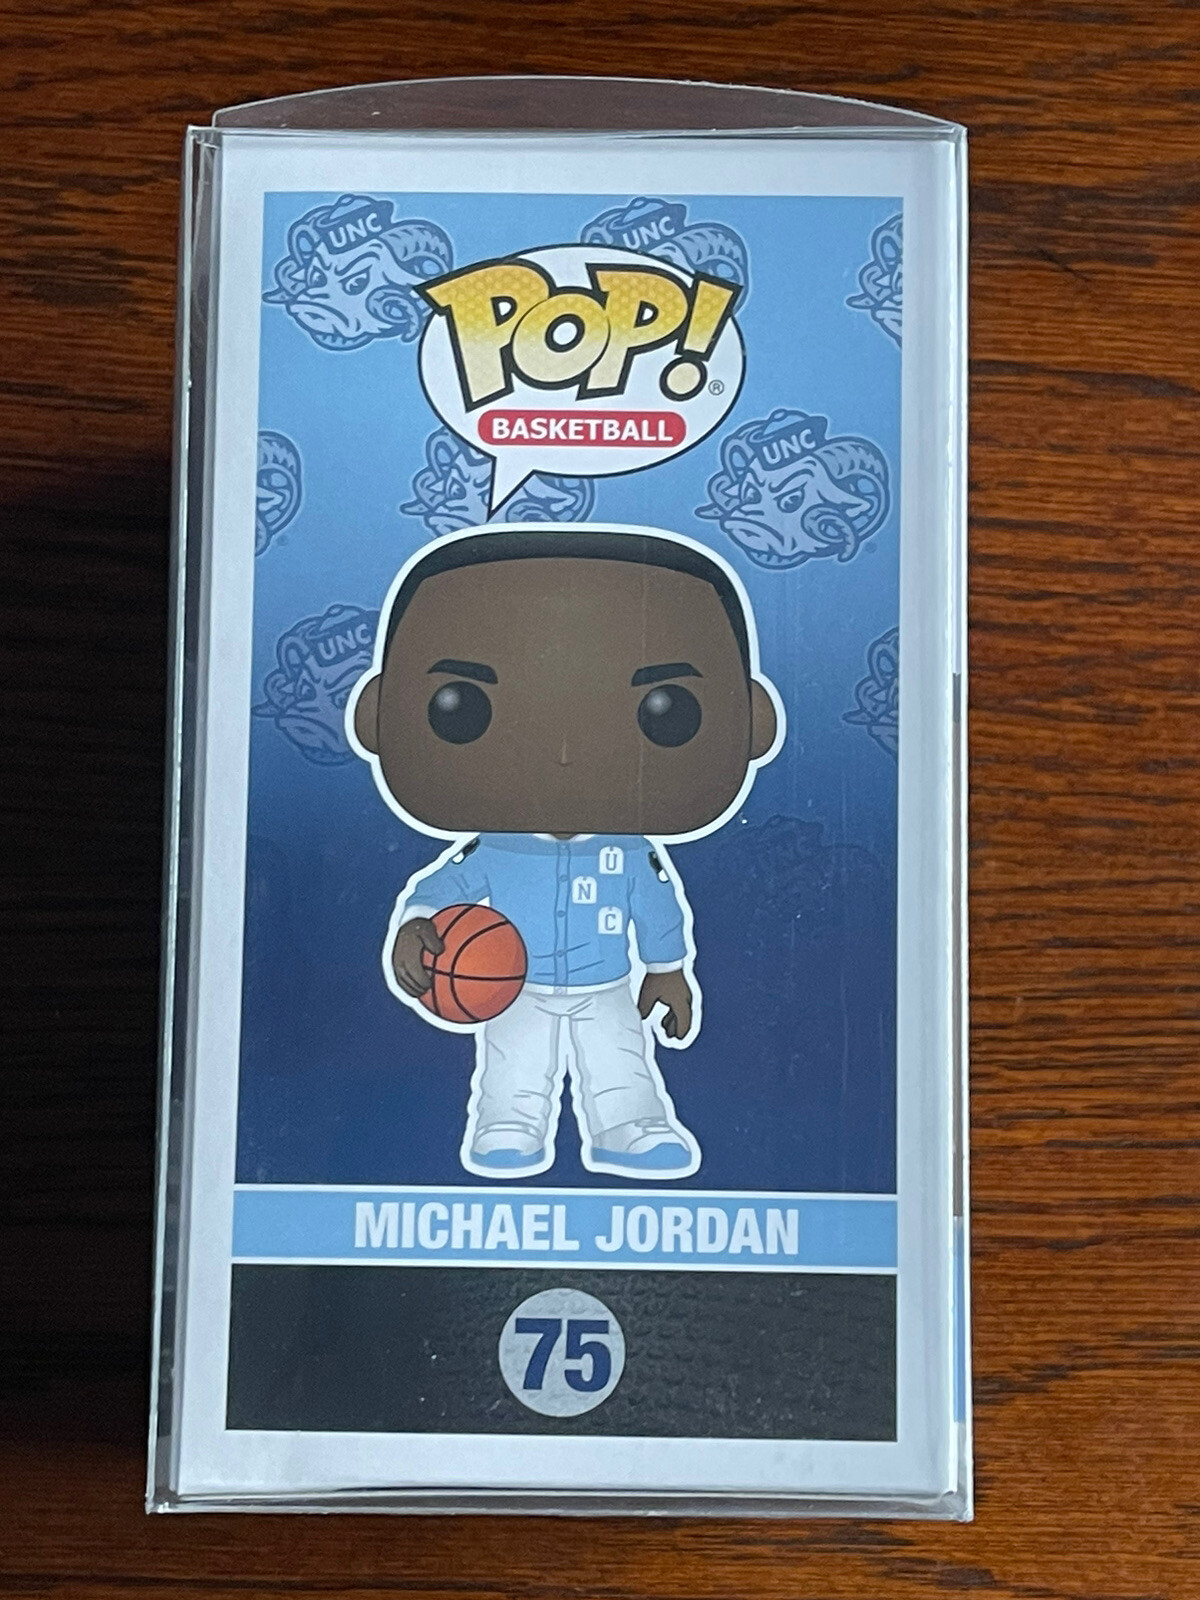 UNC
UNC
POP!
®
BASKETBALL
UNC
UNC
U
N
C
MICHAEL JORDAN
75